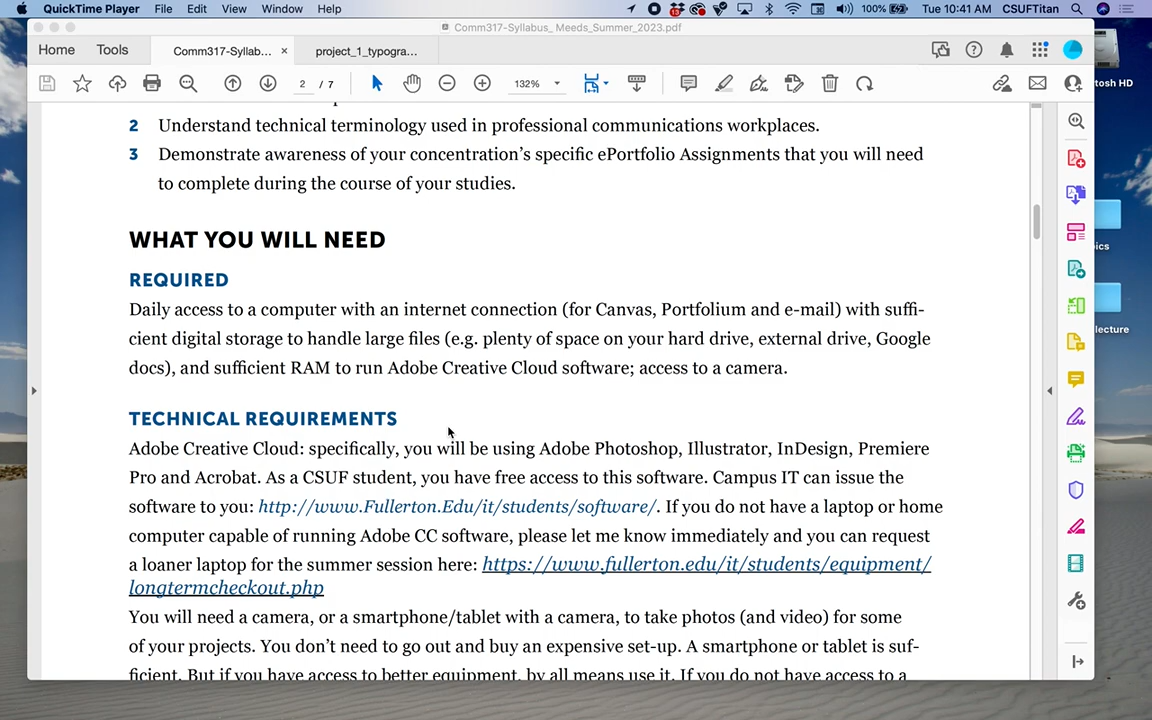 QuickTime Player File Edit View Window Help 13 100% Tue 10:41 AM CSUFTitan
Comm317-Syllabus_ Meeds_Summer_2023.pdf
Home Tools Comm317-Syllab... × project_1_typogra...
2 / 7 132%
tosh HD
2 Understand technical terminology used in professional communications workplaces.
3 Demonstrate awareness of your concentration's specific ePortfolio Assignments that you will need
to complete during the course of your studies.
WHAT YOU WILL NEED
ics
REQUIRED
Daily access to a computer with an internet connection (for Canvas, Portfolium and e-mail) with suffi-
lecture
cient digital storage to handle large files (e.g. plenty of space on your hard drive, external drive, Google
docs), and sufficient RAM to run Adobe Creative Cloud software; access to a camera.
TECHNICAL REQUIREMENTS
Adobe Creative Cloud: specifically, you will be using Adobe Photoshop, Illustrator, InDesign, Premiere
Pro and Acrobat. As a CSUF student, you have free access to this software. Campus IT can issue the
software to you: http://www.Fullerton.Edu/it/students/software/. If you do not have a laptop or home
computer capable of running Adobe CC software, please let me know immediately and you can request
a loaner laptop for the summer session here: https://www.fullerton.edu/it/students/equipment/
longtermcheckout.php
You will need a camera, or a smartphone/tablet with a camera, to take photos (and video) for some
of your projects. You don't need to go out and buy an expensive set-up. A smartphone or tablet is suf-
ficient. But if you have access to better equipment, by all means use it. If you do not have access to a